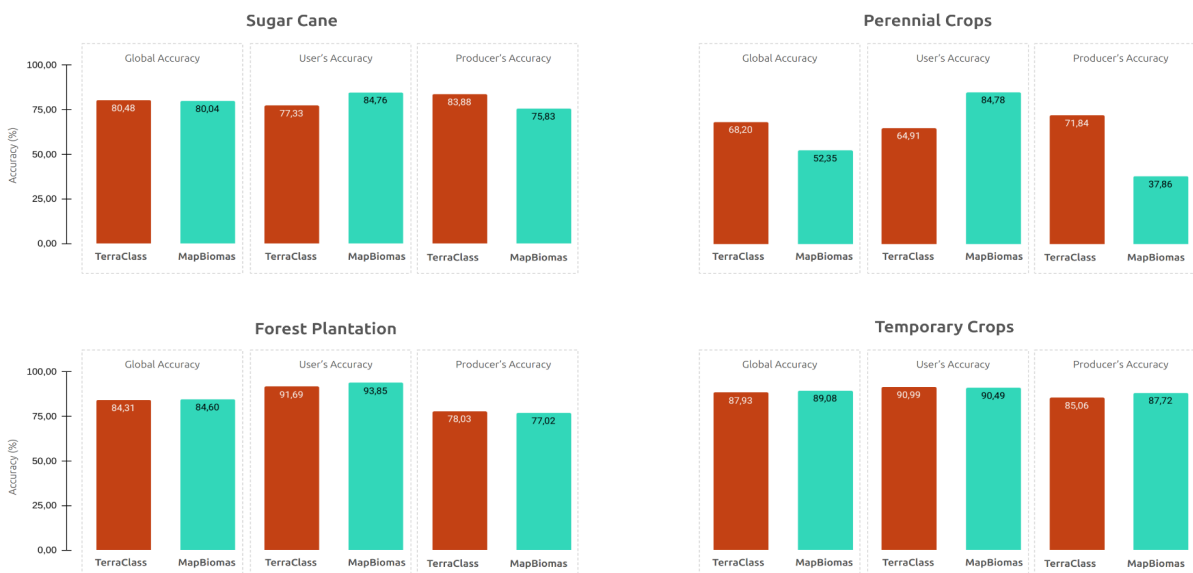 Sugar Cane
Global Accuracy
User's Accuracy
Producer's Accuracy
Accuracy (%)
100,00
75,00
50,00
25,00
0,00
80,48
80,04
77,33
84,76
83,88
75,83
TerraClass
MapBiomas
TerraClass
MapBiomas
TerraClass
MapBiomas
Perennial Crops
Global Accuracy
User's Accuracy
Producer's Accuracy
68,20
52,35
64,91
84,78
71,84
37,86
TerraClass
MapBiomas
TerraClass
MapBiomas
TerraClass
MapBiomas
Forest Plantation
Global Accuracy
User's Accuracy
Producer's Accuracy
Accuracy (%)
100,00
75,00
50,00
25,00
0,00
84,31
84,60
91,69
93,85
78,03
77,02
TerraClass
MapBiomas
TerraClass
MapBiomas
TerraClass
MapBiomas
Temporary Crops
Global Accuracy
User's Accuracy
Producer's Accuracy
87,93
89,08
90,99
90,49
85,06
87,72
TerraClass
MapBiomas
TerraClass
MapBiomas
TerraClass
MapBiomas